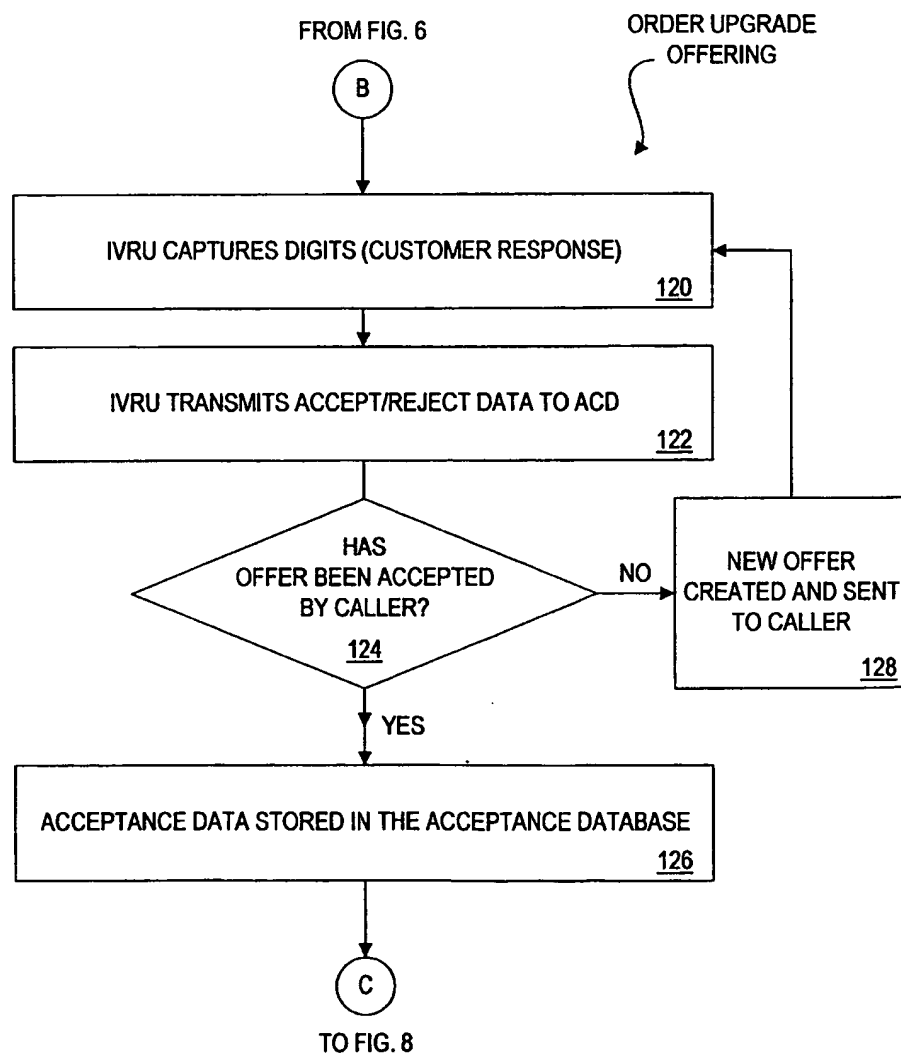 FROM FIG. 6
ORDER UPGRADE
OFFERING
B
IVRU CAPTURES DIGITS (CUSTOMER RESPONSE)
120
IVRU TRANSMITS ACCEPT/REJECT DATA TO ACD
122
HAS
OFFER BEEN ACCEPTED
BY CALLER?
124
NO
NEW OFFER
CREATED AND SENT
TO CALLER
128
YES
ACCEPTANCE DATA STORED IN THE ACCEPTANCE DATABASE
126
C
TO FIG. 8